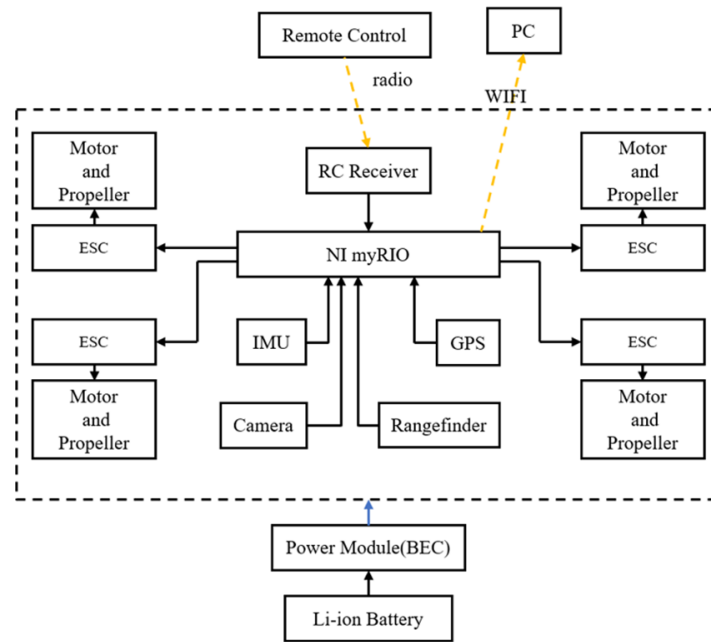 Remote Control
PC
radio
WIFI
Motor
and
Propeller
RC Receiver
Motor
and
Propeller
ESC
NI myRIO
ESC
ESC
IMU
GPS
ESC
Motor
and
Propeller
Camera
Rangefinder
Motor
and
Propeller
Power Module(BEC)
Li-ion Battery